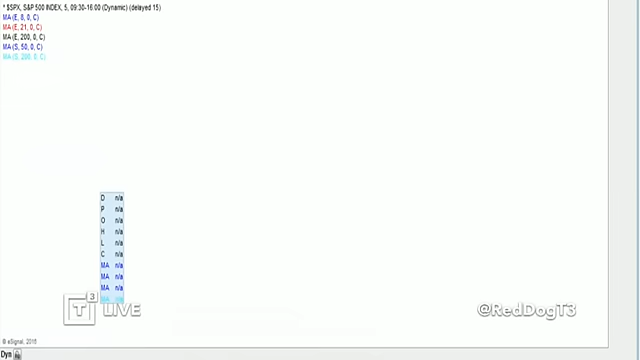 * $SPX, S&P 500 INDEX, 5, 09:30-16:00 (Dynamic) (delayed 15)
MA (E, 8, 0, C)
MA (E, 21, 0, C)
MA (E, 200, 0, C)
MA (S, 50, 0, C)
MA (S, 200, 0, C)
D n/a
P n/a
O n/a
H n/a
L n/a
C n/a
MA n/a
MA n/a
MA n/a
T3 LIVE
@RedDogT3
© eSignal, 2016
Dyn